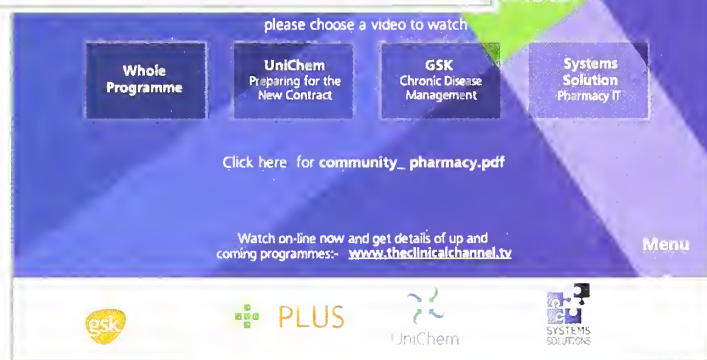 please choose a video to watch
Whole
Programme
UniChem
Preparing for the
New Contract
GSK
Chronic Disease
Management
Systems
Solution
Pharmacy IT
Click here for community_ pharmacy.pdf
Watch on-line now and get details of up and
coming programmes:- www.theclinicalchannel.tv
Menu
gsk
PLUS
UniChem
SYSTEMS
SOLUTIONS